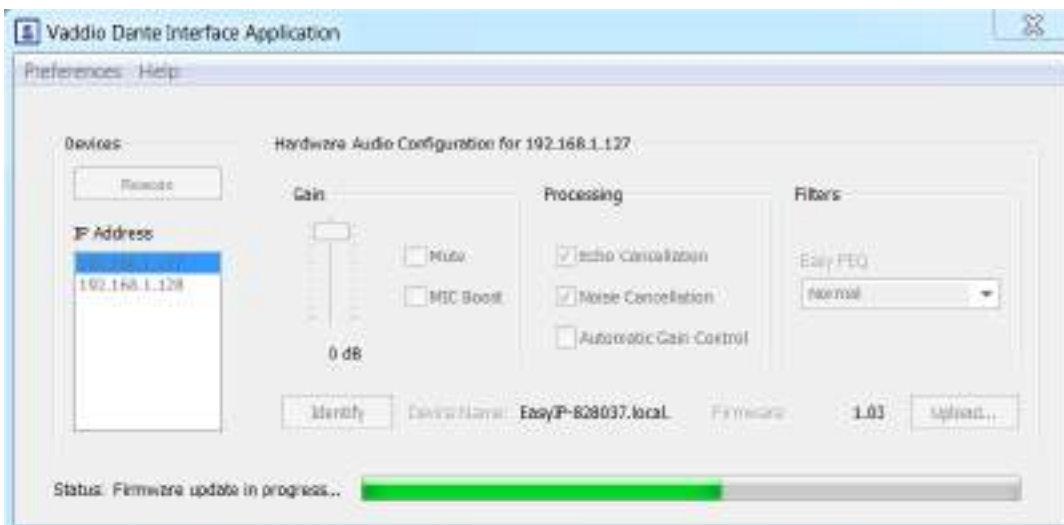 Vaddio Dante Interface Application
Preferences Help
Devices
Hardware Audio Configuration for 192.168.1.127
Gain
Processing
Filters
IP Address
192.168.1.128
Mute
Echo Cancellation
Easy PEQ
MIC Boost
Noise Cancellation
Normal
Automatic Gain Control
0 dB
Identify Device Name: EasyIP-828037.local. Firmware 1.03 Upload...
Status: Firmware update in progress...